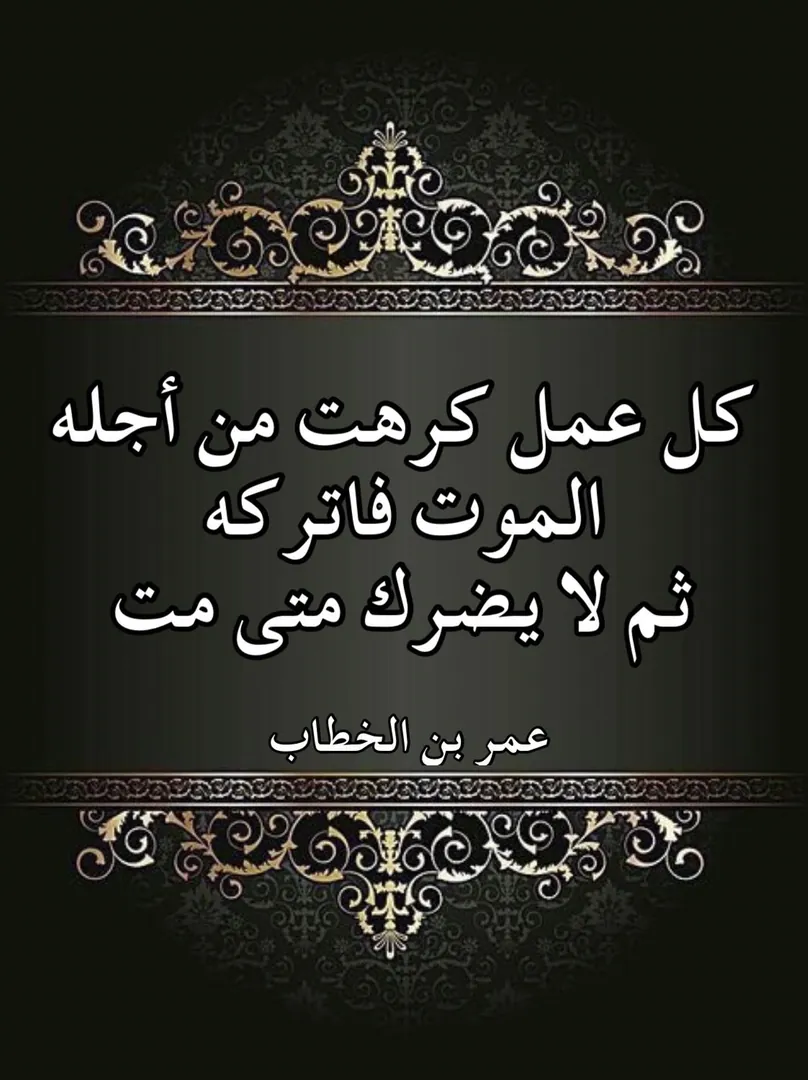 كل عمل كرهت من أجله
الموت فاتركه
ثم لا يضرك متى مت
عمر بن الخطاب